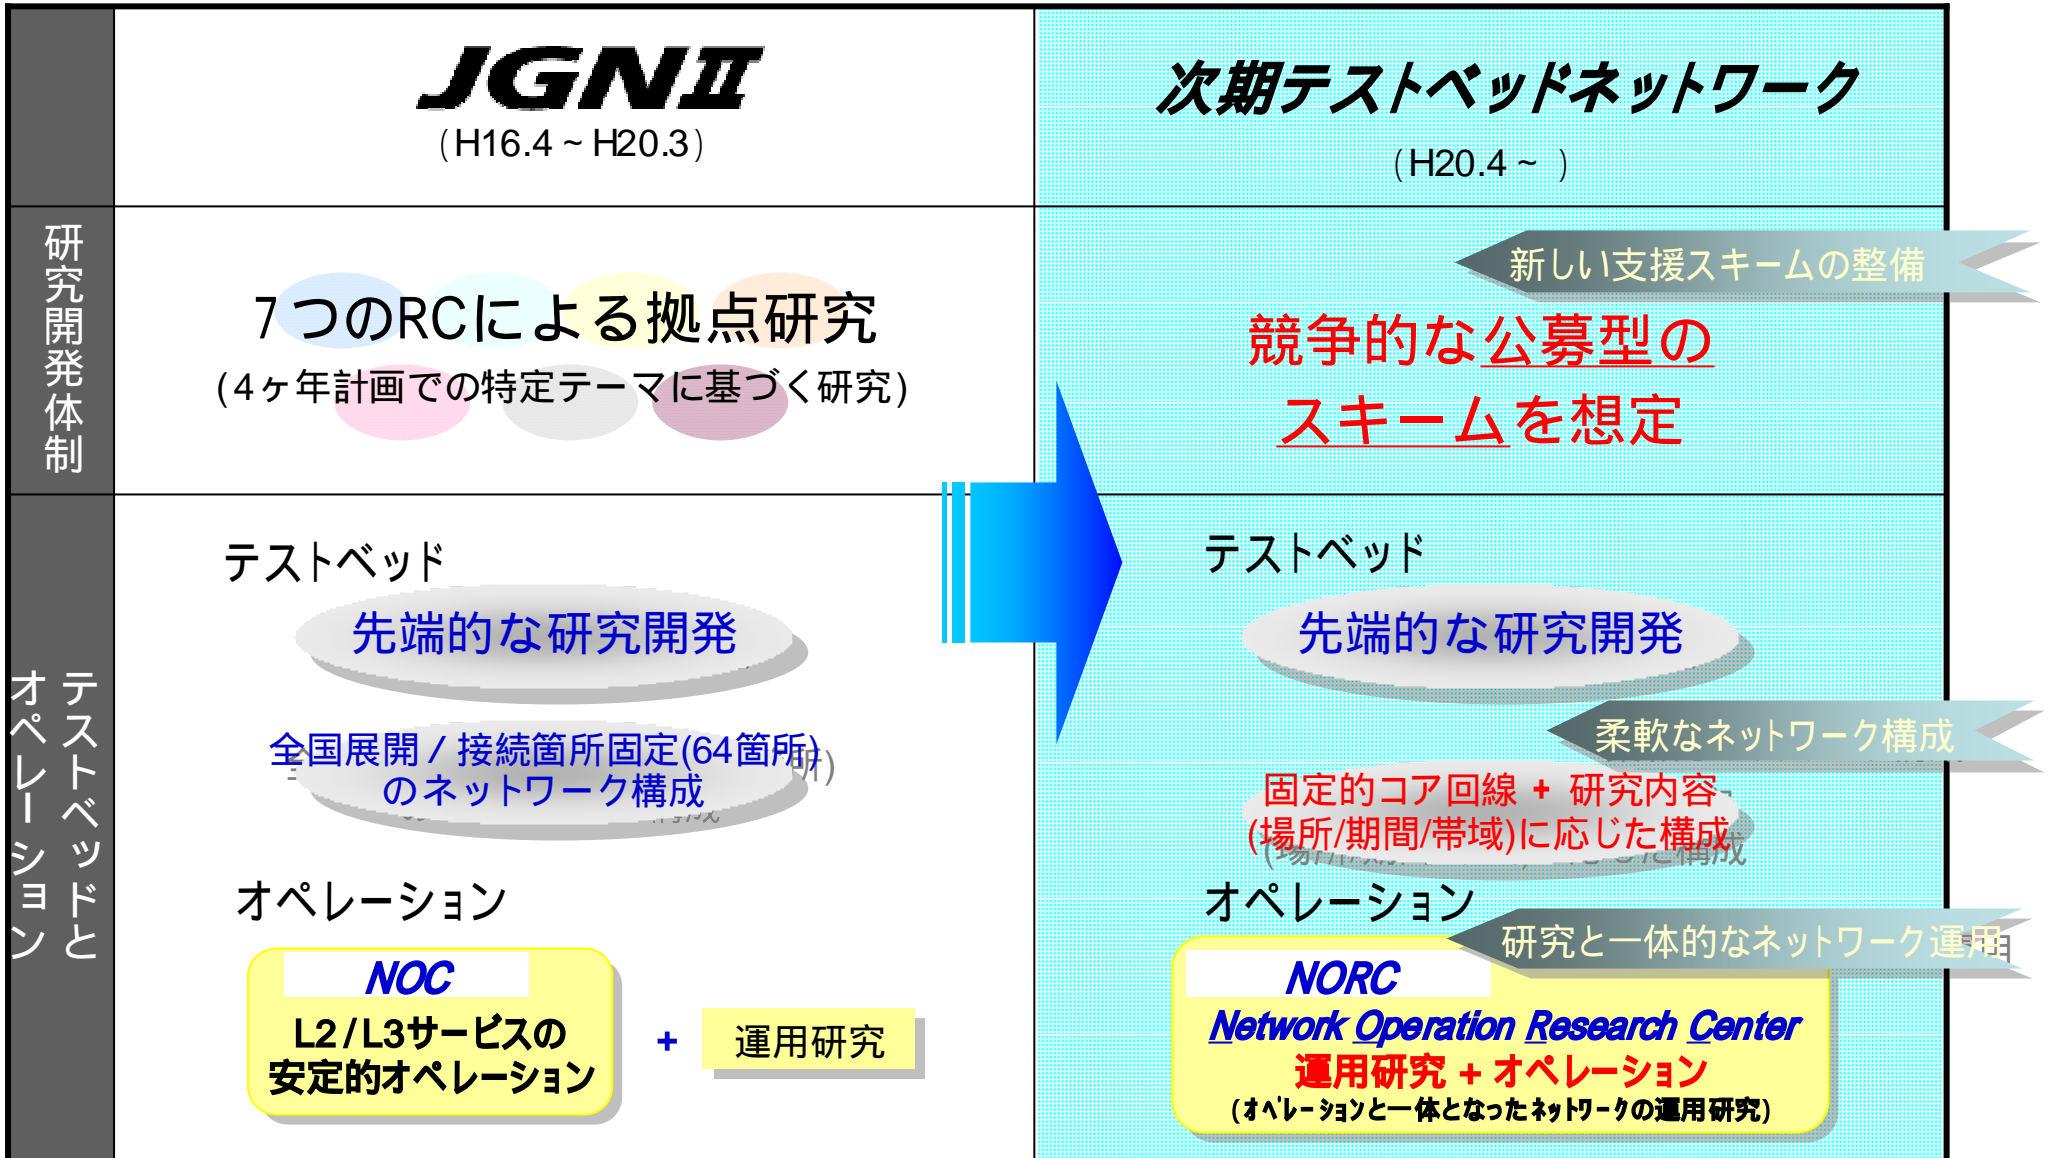 JGNⅡ
(H16.4 ~ H20.3)
次期テストベッドネットワーク
(H20.4 ~ )
研究開発体制
7つのRCによる拠点研究
(4ヶ年計画での特定テーマに基づく研究)
新しい支援スキームの整備
競争的な公募型の
スキームを想定
テストベッドと
オペレーション
テストベッド
先端的な研究開発
全国展開/接続箇所固定(64箇所)
のネットワーク構成
オペレーション
NOC
L2/L3サービスの
安定的オペレーション
+
運用研究
テストベッド
先端的な研究開発
柔軟なネットワーク構成
固定的コア回線 + 研究内容
(場所/期間/帯域)に応じた構成
オペレーション
研究と一体的なネットワーク運用
NORC
Network Operation Research Center
運用研究 + オペレーション
(オペレーションと一体となったネットワークの運用研究)